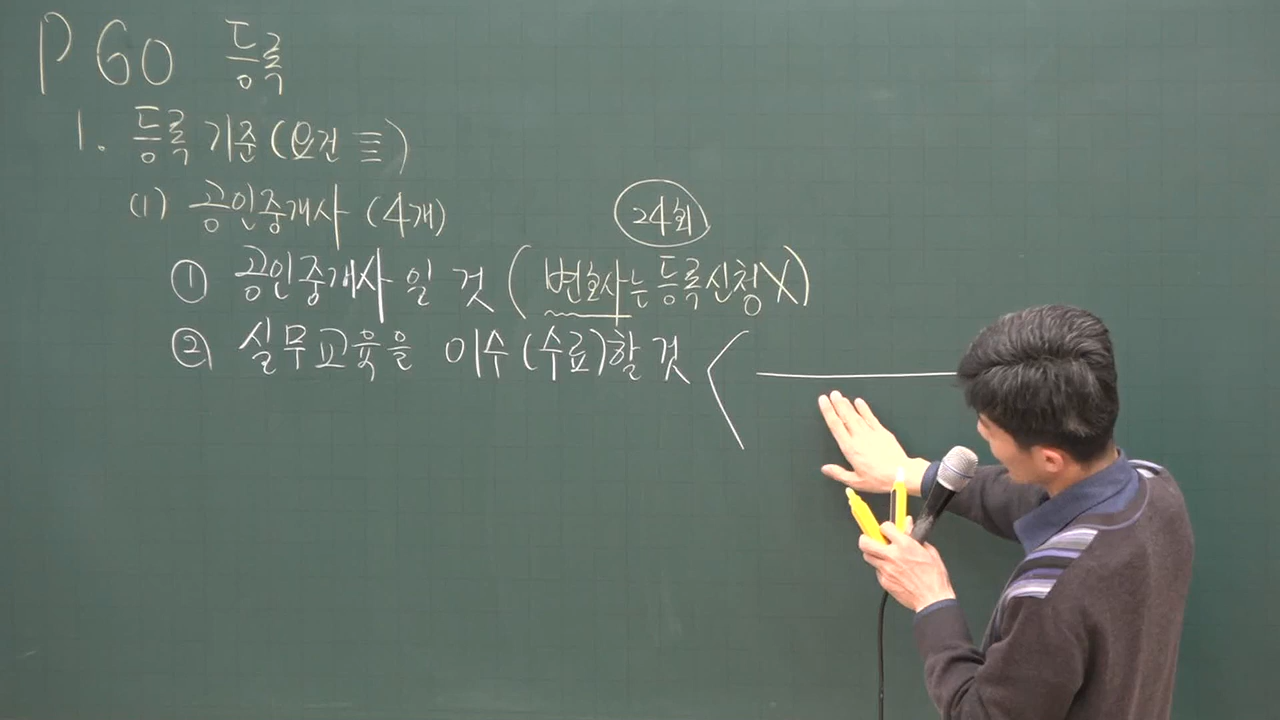 P 60 등록
1. 등록 기준 (요건 三)
(1) 공인중개사 (4개)
24회
① 공인중개사일 것 (변호사는 등록신청X)
② 실무교육을 이수(수료)할 것 <